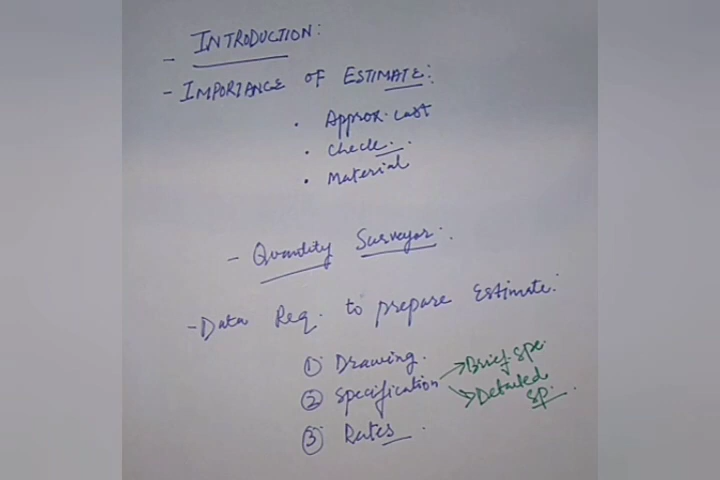 - INTRODUCTION:
- IMPORTANCE OF ESTIMATE:
• Approx. cost
• Check.
• Material
- Quantity Surveyor:
- Data Req. to prepare Estimate:
① Drawing.
② Specification → Brief spe.
→ Detailed
sp.
③ Rates.